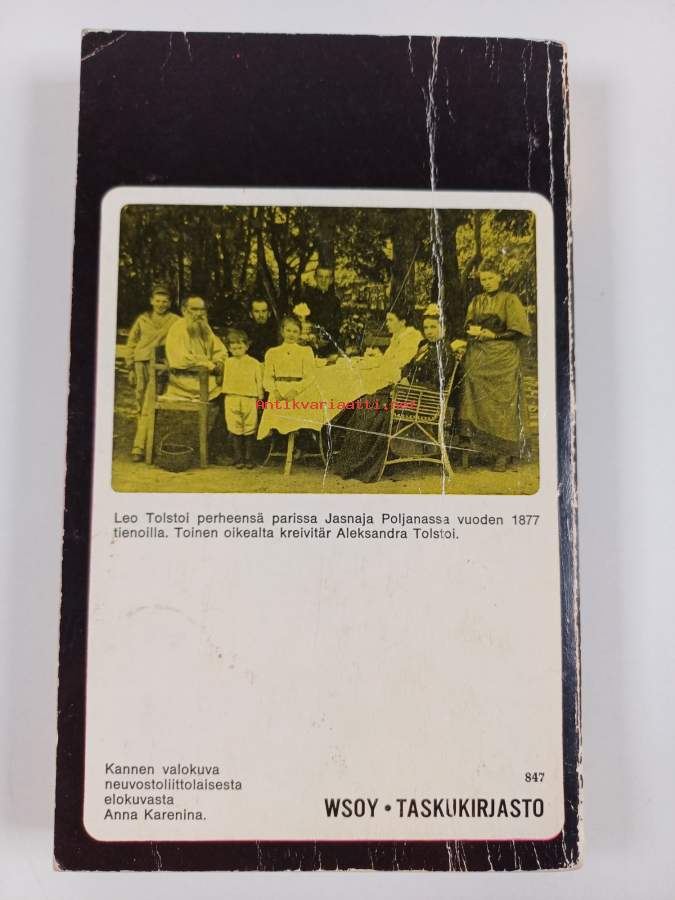 Antikvariaatti.net
Leo Tolstoi perheensä parissa Jasnaja Poljanassa vuoden 1877
tienoilla. Toinen oikealta kreivitär Aleksandra Tolstoi.
Kannen valokuva
neuvostoliittolaisesta
elokuvasta
Anna Karenina.
847
WSOY • TASKUKIRJASTO